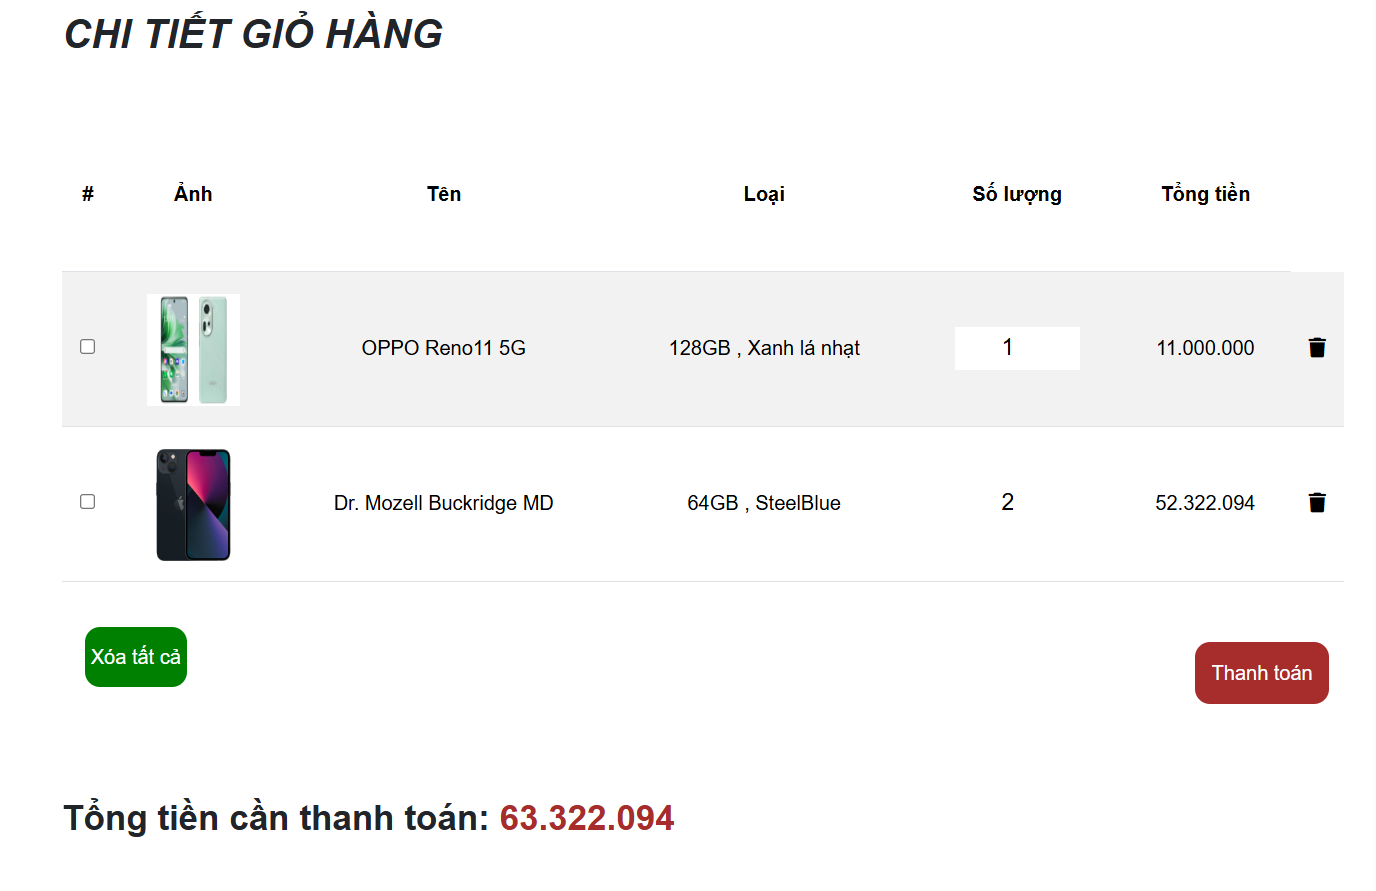 CHI TIẾT GIỎ HÀNG
# Ảnh Tên Loại Số lượng Tổng tiền
OPPO Reno11 5G 128GB , Xanh lá nhạt 1 11.000.000
Dr. Mozell Buckridge MD 64GB , SteelBlue 2 52.322.094
Xóa tất cả
Thanh toán
Tổng tiền cần thanh toán: 63.322.094